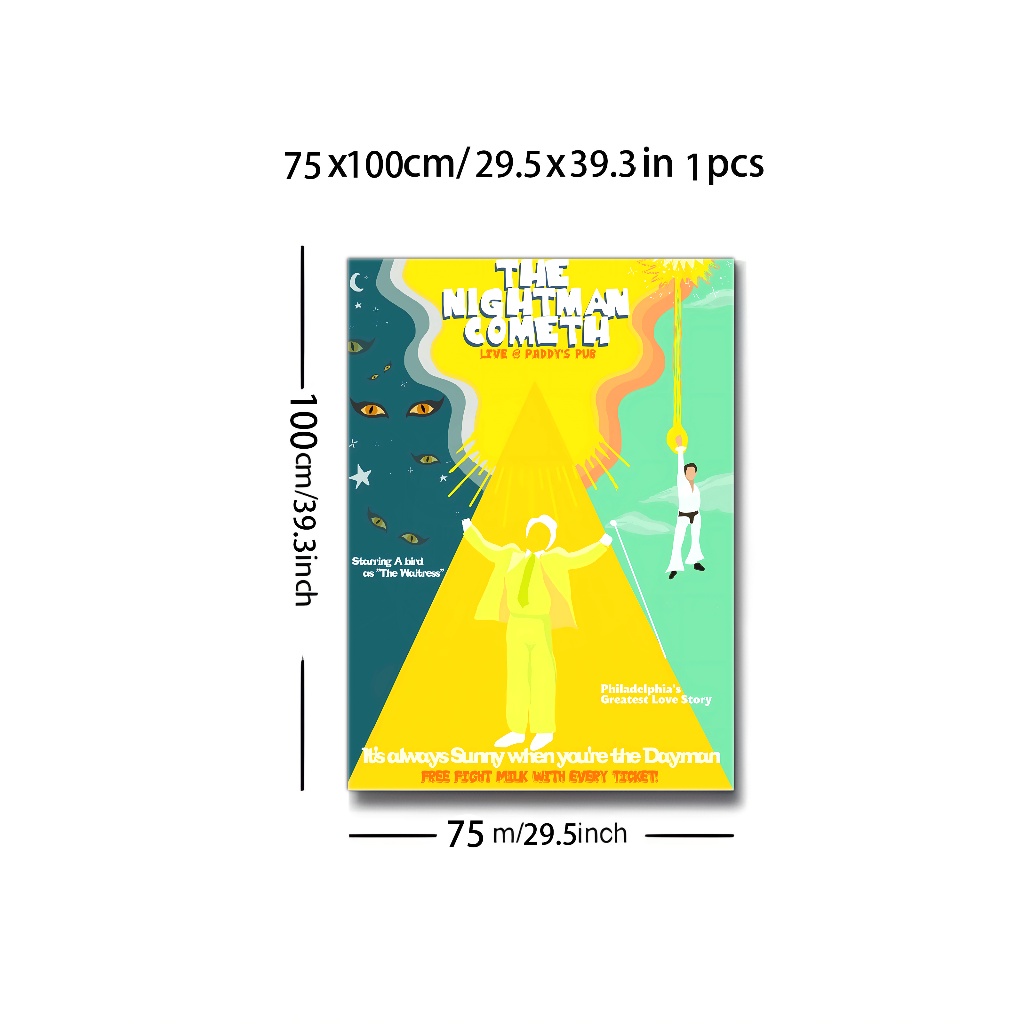 75x100cm/ 29.5x39.3in 1pcs
100cm/39.3inch
THE
NIGHTMAN
COMETH
LIVE @ PADDY'S PUB
Starring A bird
as "The Waitress"
Philadelphia's
Greatest Love Story
It's always Sunny when you're the Dayman
FREE FIGHT MILK WITH EVERY TICKET!
75 m/29.5inch